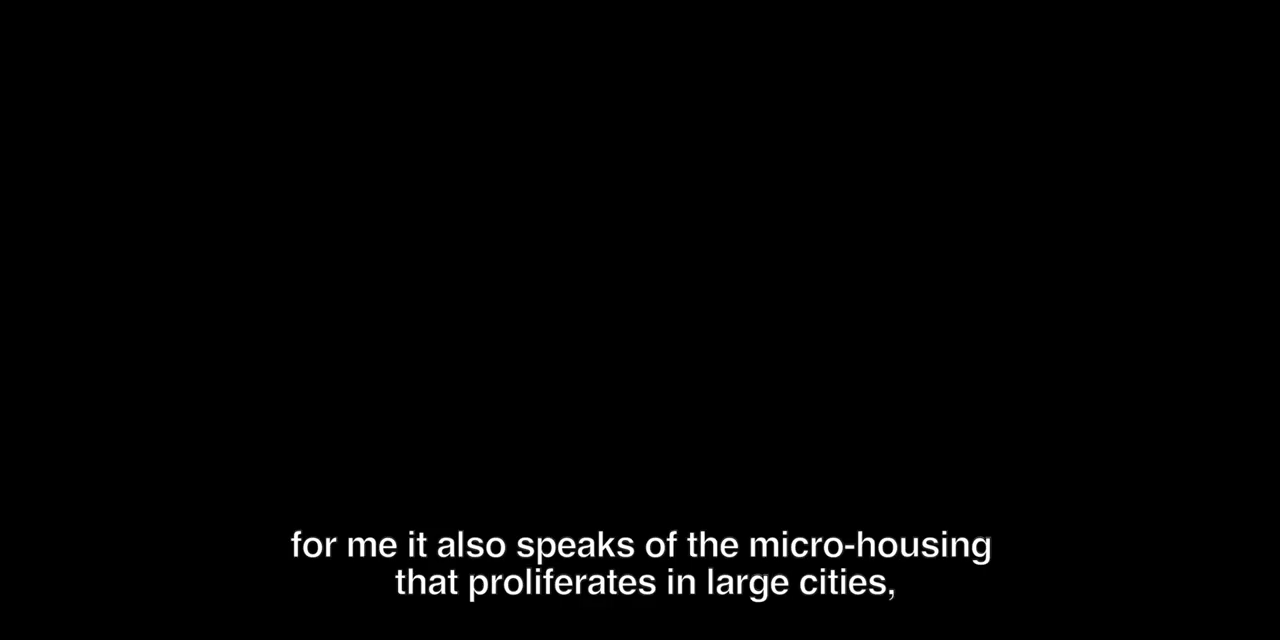 for me it also speaks of the micro-housing
that proliferates in large cities,